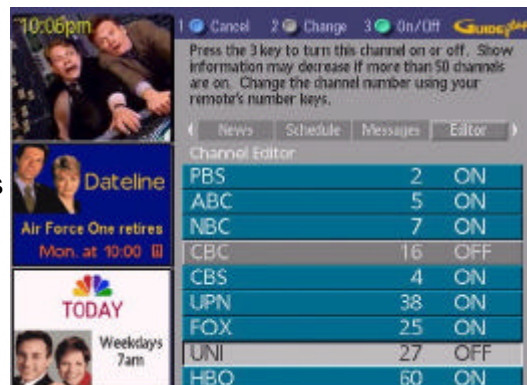 10:06pm
1 Cancel 2 Change 3 On/Off GUIDE Plus
Press the 3 key to turn this channel on or off. Show
information may decrease if more than 50 channels
are on. Change the channel number using your
remote's number keys.
News Schedule Messages Editor
Channel Editor
PBS 2 ON
ABC 5 ON
NBC 7 ON
CBC 16 OFF
CBS 4 ON
UPN 38 ON
FOX 25 ON
UNI 27 OFF
HBO 60 ON
Dateline
Air Force One retires
Mon. at 10:00
TODAY
Weekdays
7am
s